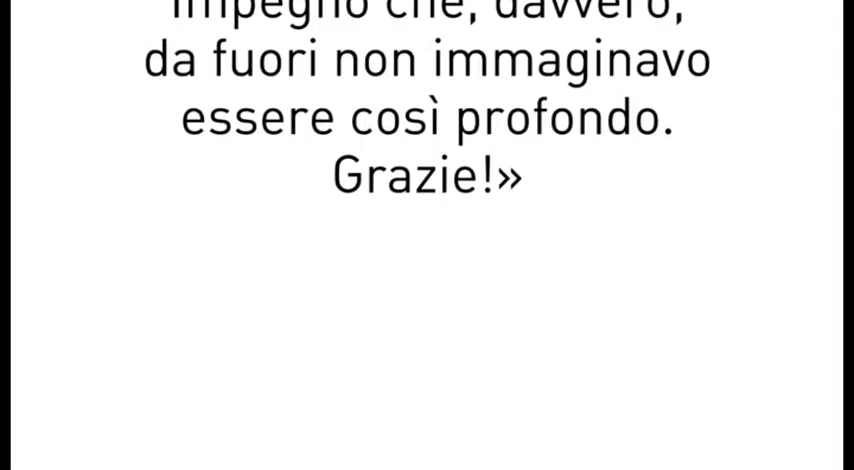 impegno che, davvero,
da fuori non immaginavo
essere così profondo.
Grazie!»